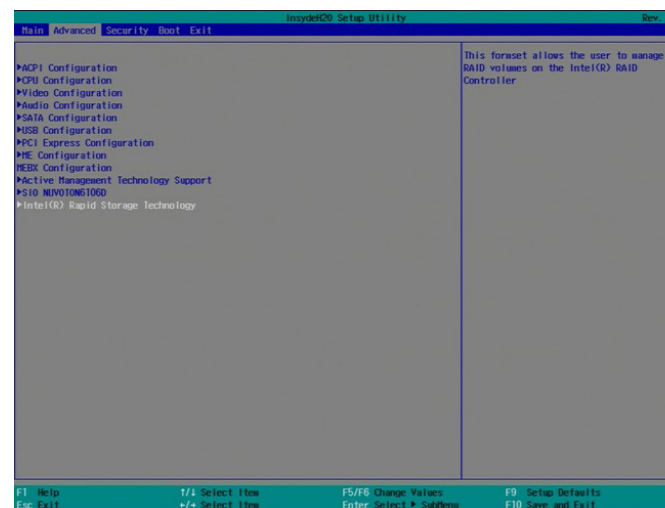 InsydeH20 Setup Utility Rev.
Main Advanced Security Boot Exit
This formset allows the user to manage
RAID volumes on the Intel(R) RAID
Controller
▶ACPI Configuration
▶CPU Configuration
▶Video Configuration
▶Audio Configuration
▶SATA Configuration
▶USB Configuration
▶PCI Express Configuration
▶ME Configuration
MEBX Configuration
▶Active Management Technology Support
▶SIO NUVOTON6106D
▶Intel(R) Rapid Storage Technology
F1 Help ↑/↓ Select Item F5/F6 Change Values F9 Setup Defaults
Esc Exit ←/→ Select Item Enter Select ▶ SubMenu F10 Save and Exit